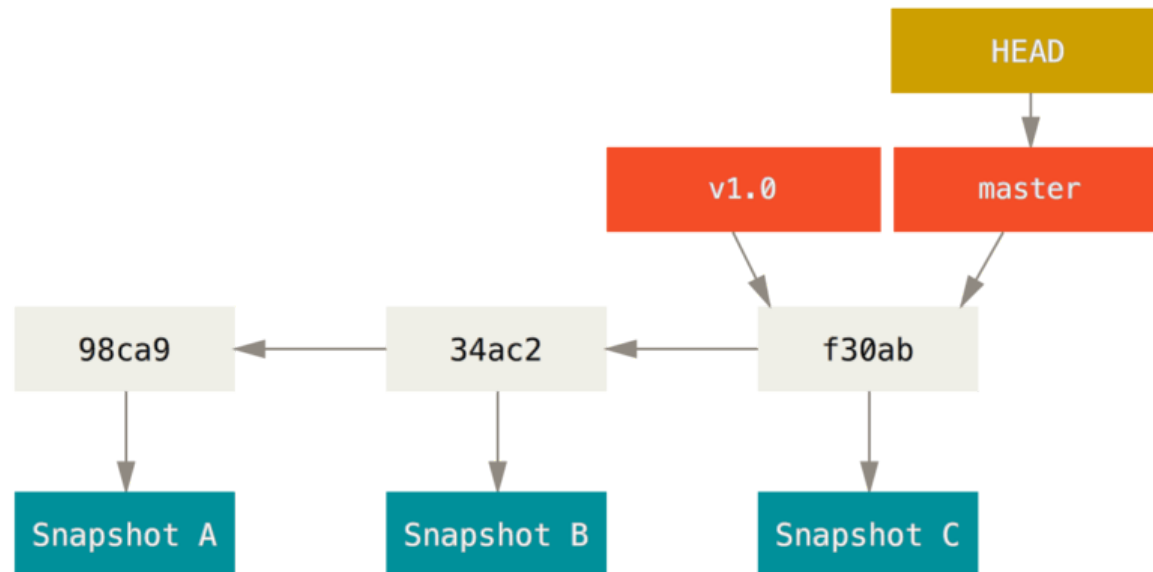 HEAD
v1.0
master
98ca9
34ac2
f30ab
Snapshot A
Snapshot B
Snapshot C